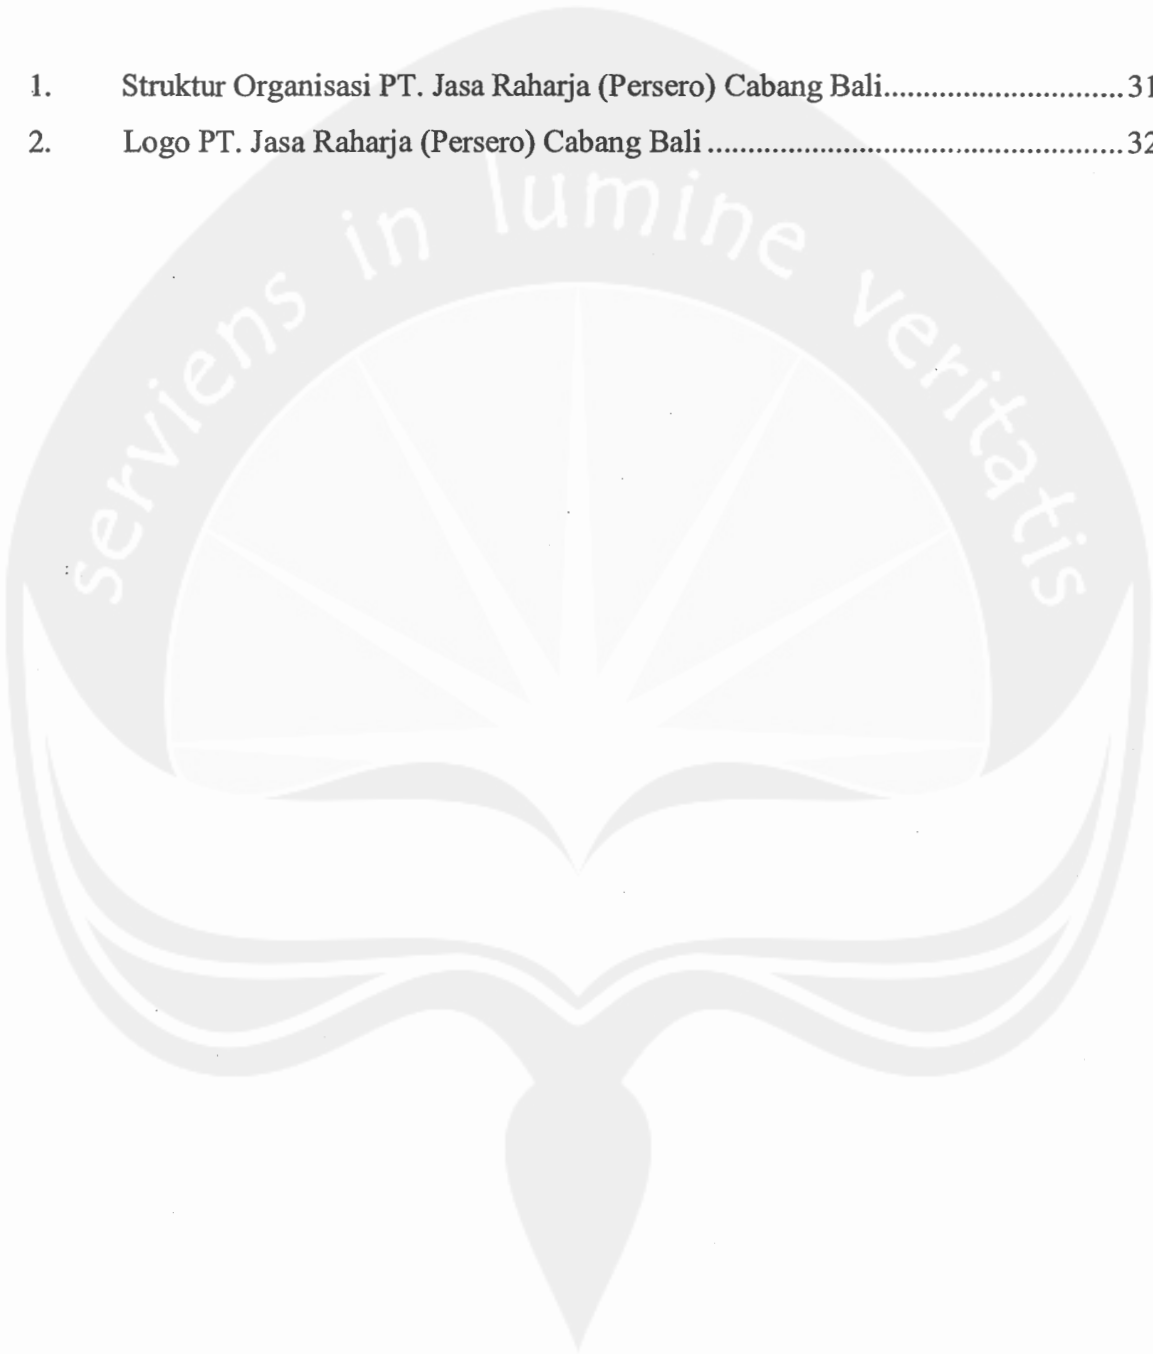 1. Struktur Organisasi PT. Jasa Raharja (Persero) Cabang Bali............................31
2. Logo PT. Jasa Raharja (Persero) Cabang Bali....................................................32
serviens in lumine veritatis